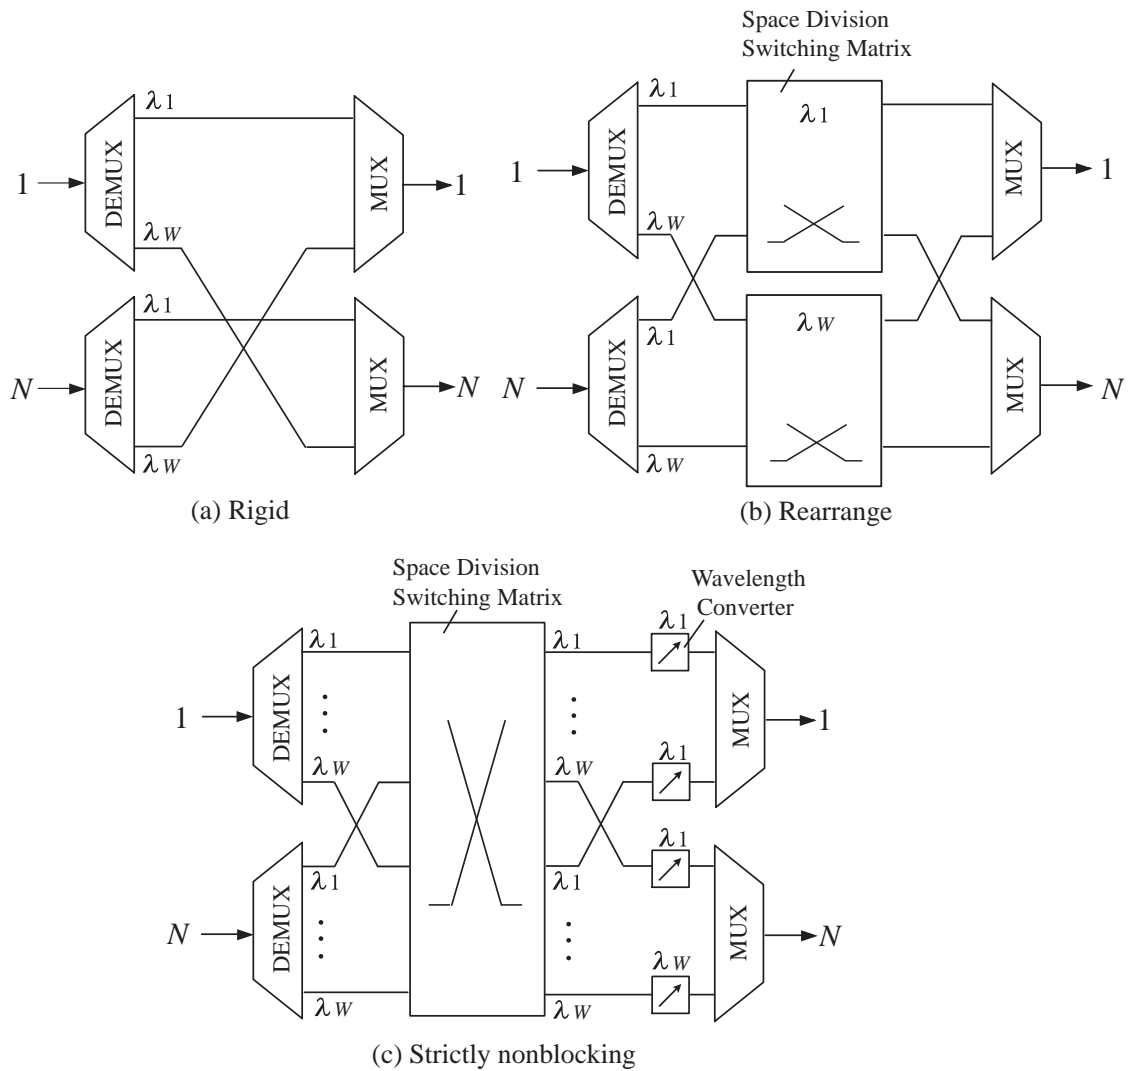 λ1
DEMUX
MUX
1
1
λW
λ1
DEMUX
MUX
N
N
λW
(a) Rigid
Space Division
Switching Matrix
λ1
λ1
DEMUX
MUX
1
1
λW
λW
λ1
DEMUX
MUX
N
N
λW
(b) Rearrange
Space Division
Switching Matrix
Wavelength
Converter
λ1
λ1
λ1
DEMUX
MUX
1
1
λW
λW
λ1
λ1
λ1
λ1
DEMUX
MUX
N
N
λW
λW
λW
(c) Strictly nonblocking